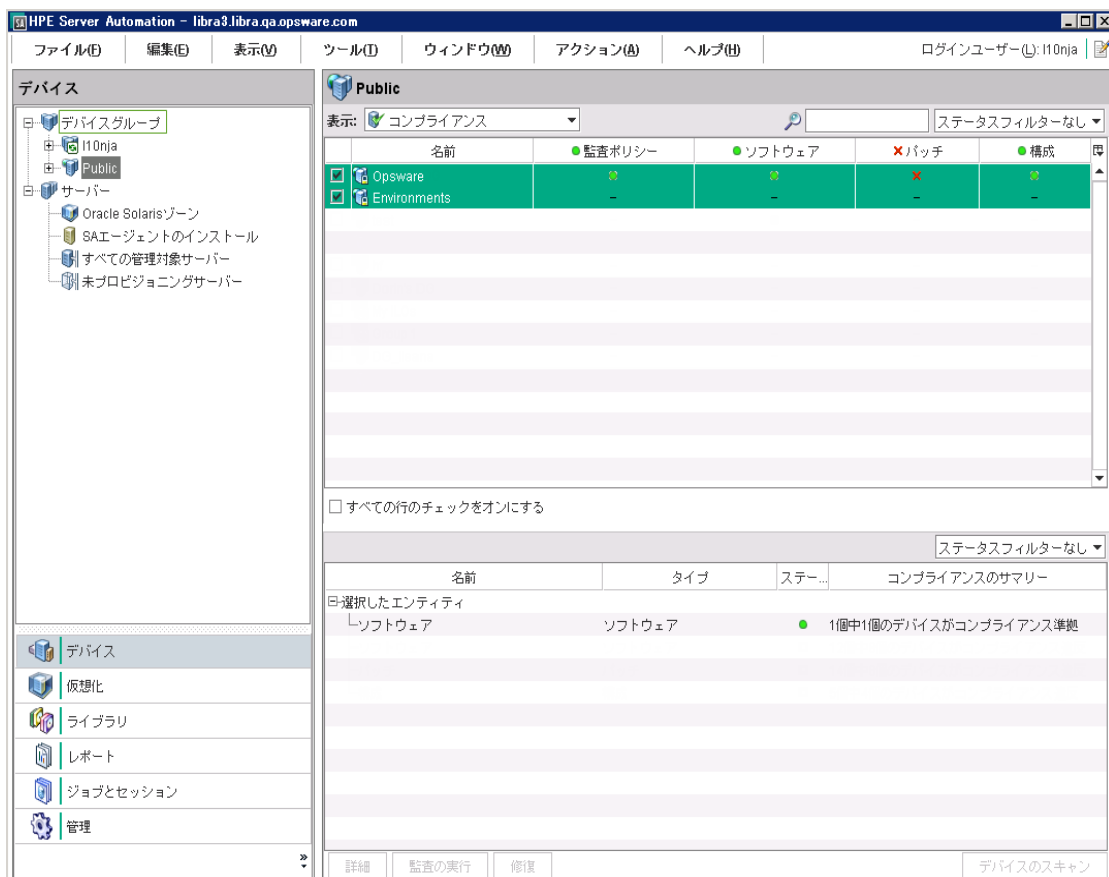 HPE Server Automation - libra3.libra.qa.opsware.com
ファイル(F) 編集(E) 表示(V) ツール(T) ウィンドウ(W) アクション(A) ヘルプ(H) ログインユーザー(L): l10nja
デバイス
デバイスグループ
l10nja
Public
サーバー
Oracle Solarisゾーン
SAエージェントのインストール
すべての管理対象サーバー
未プロビジョニングサーバー
デバイス
仮想化
ライブラリ
レポート
ジョブとセッション
管理
Public
表示: コンプライアンス ステータスフィルターなし
名前 監査ポリシー ソフトウェア パッチ 構成
Opsware
Environments – – – –
すべての行のチェックをオンにする
ステータスフィルターなし
名前 タイプ ステー... コンプライアンスのサマリー
選択したエンティティ
ソフトウェア ソフトウェア 1個中1個のデバイスがコンプライアンス準拠
詳細 監査の実行 修復 デバイスのスキャン